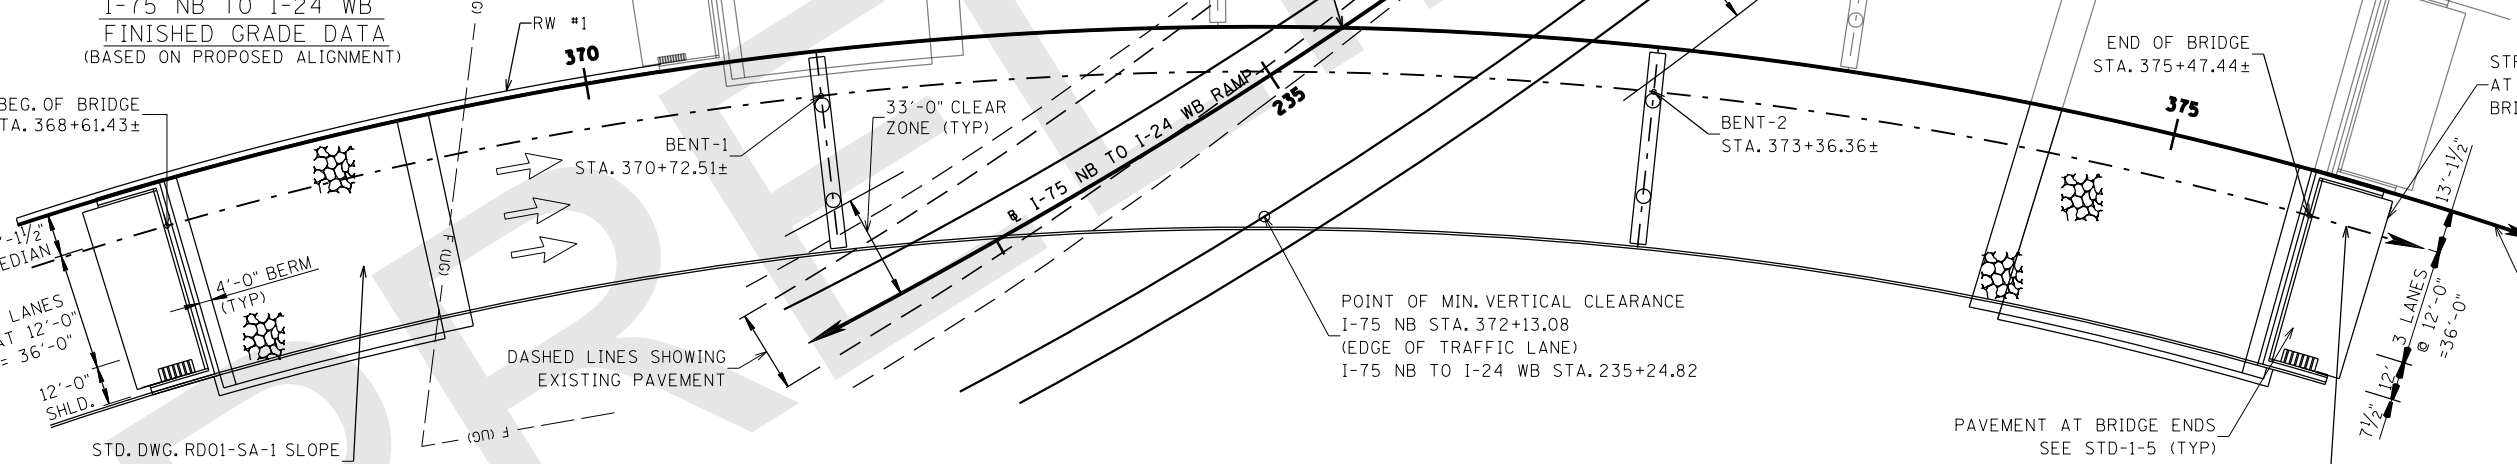 I-75 NB TO I-24 WB
FINISHED GRADE DATA
(BASED ON PROPOSED ALIGNMENT)
RW #1
370
BEG. OF BRIDGE
STA. 368+61.43±
BENT-1
STA. 370+72.51±
33'-0" CLEAR
ZONE (TYP)
℄ I-75 NB TO I-24 WB RAMP
235
BENT-2
STA. 373+36.36±
END OF BRIDGE
STA. 375+47.44±
375
AT
13'-1½"
3 LANES
@ 12'-0"
=36'-0"
12'
7½"
4'-0" BERM
(TYP)
F (UG)
F (UG)
LANES
AT 12'-0"
= 36'-0"
12'-0"
SHLD.
STD. DWG. RD01-SA-1 SLOPE
DASHED LINES SHOWING
EXISTING PAVEMENT
POINT OF MIN. VERTICAL CLEARANCE
I-75 NB STA. 372+13.08
(EDGE OF TRAFFIC LANE)
I-75 NB TO I-24 WB STA. 235+24.82
PAVEMENT AT BRIDGE ENDS
SEE STD-1-5 (TYP)